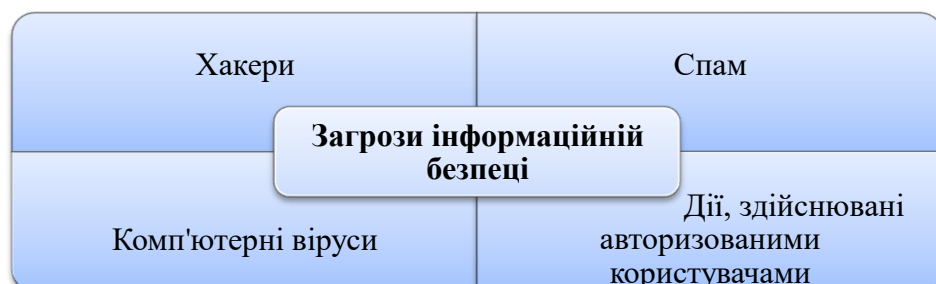 Хакери
Спам
Загрози інформаційній
безпеці
Комп'ютерні віруси
Дії, здійснювані
авторизованими
користувачами